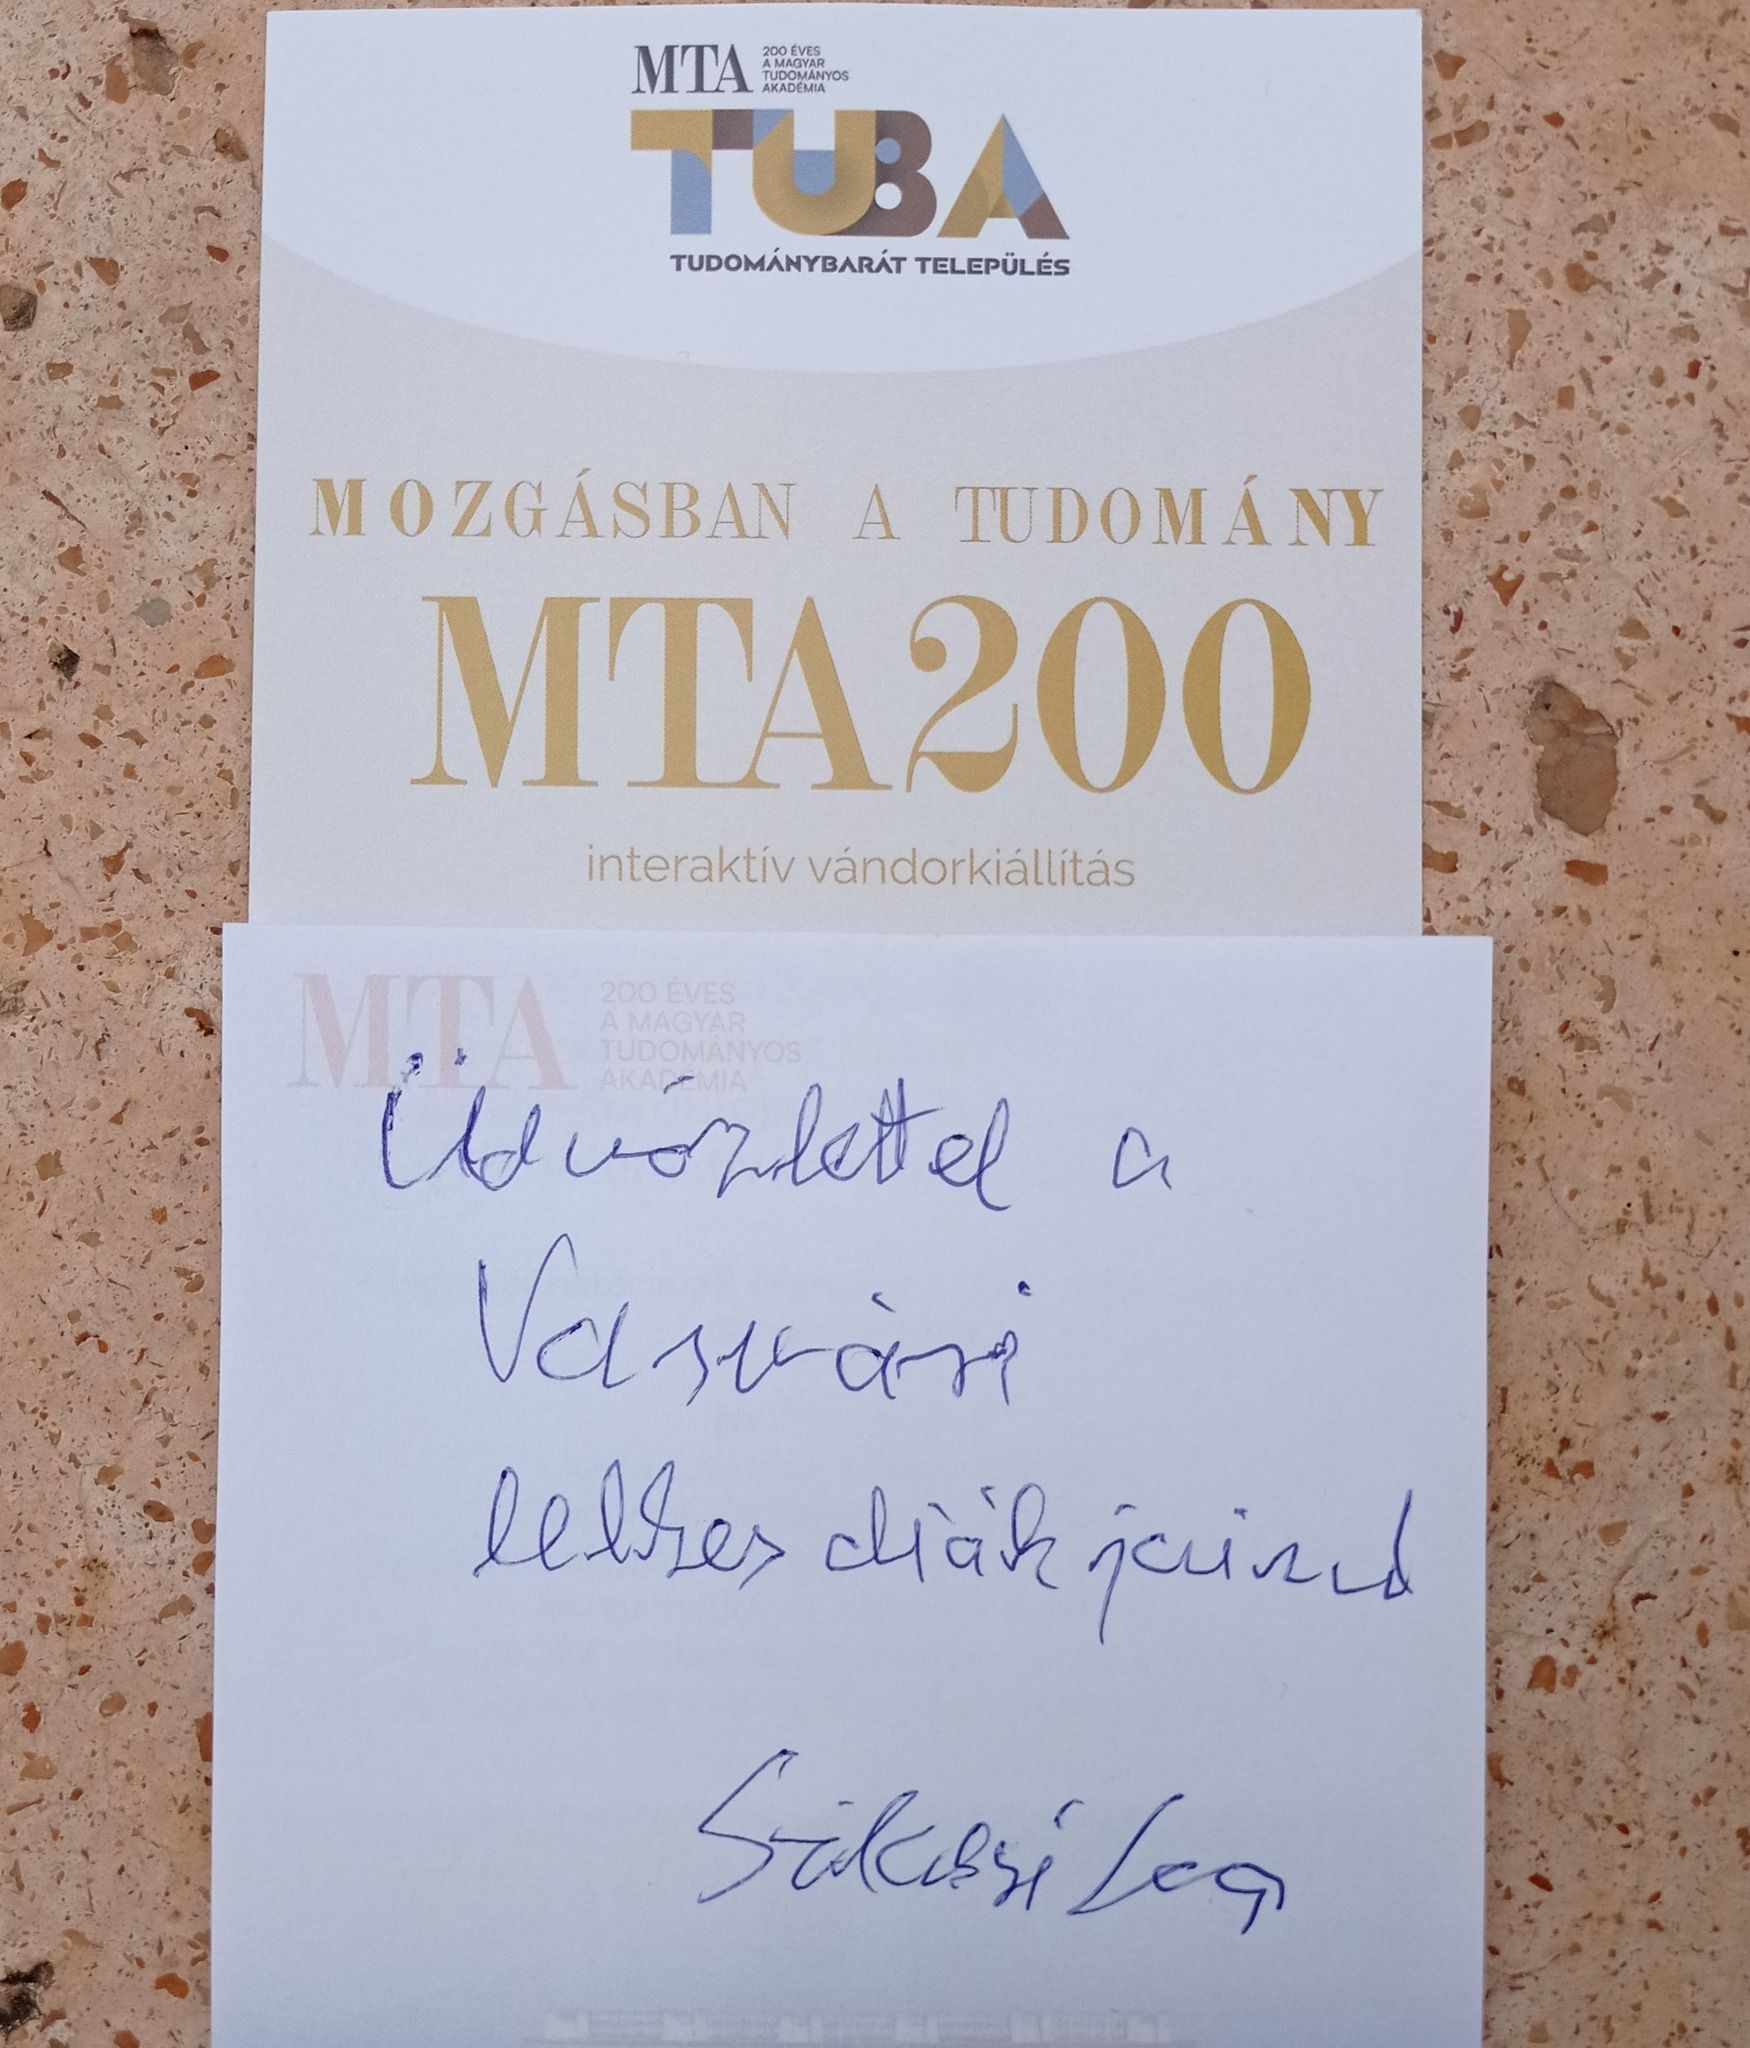 MTA 200 ÉVES
A MAGYAR
TUDOMÁNYOS
AKADÉMIA
TUBA
TUDOMÁNYBARÁT TELEPÜLÉS
MOZGÁSBAN A TUDOMÁNY
MTA200
interaktív vándorkiállítás
MTA 200 ÉVES
A MAGYAR
TUDOMÁNYOS
AKADÉMIA
Üdvözlettel a
Vasvári
lelkes diákjainak